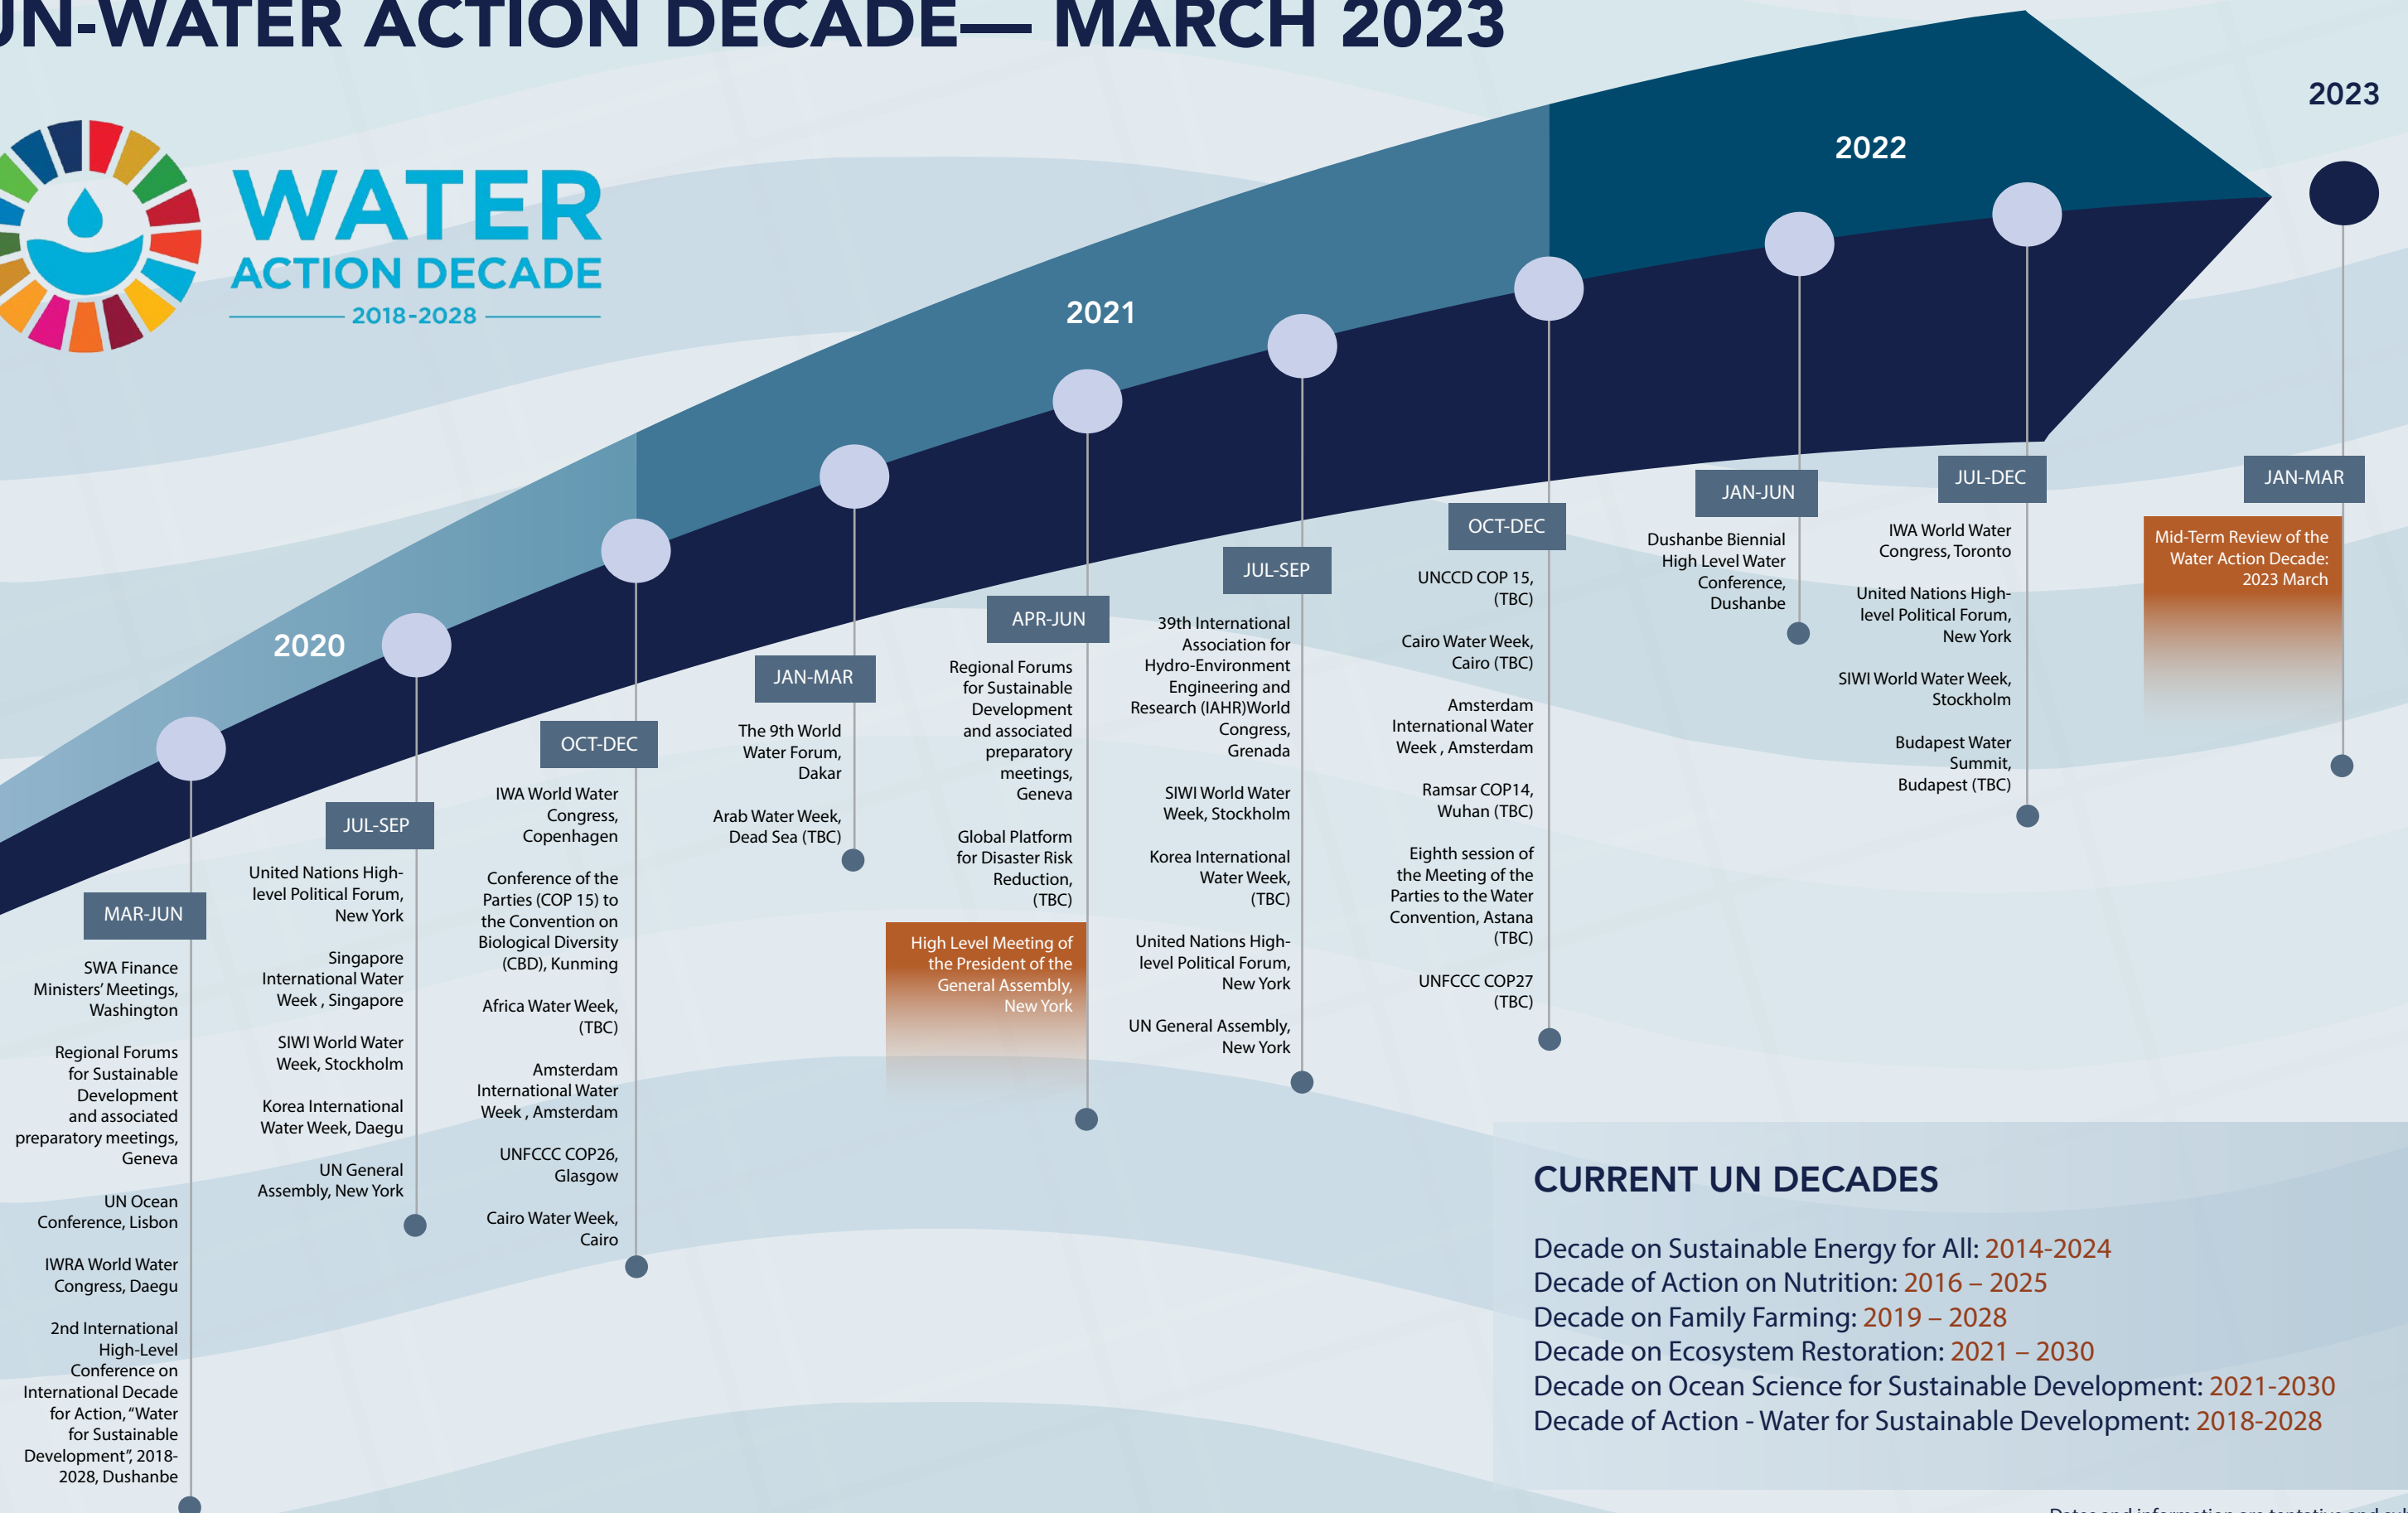 UN-WATER ACTION DECADE— MARCH 2023
WATER
ACTION DECADE
2018-2028
2020
2021
2022
2023
MAR-JUN
SWA Finance
Ministers’ Meetings,
Washington
Regional Forums
for Sustainable
Development
and associated
preparatory meetings,
Geneva
UN Ocean
Conference, Lisbon
IWRA World Water
Congress, Daegu
2nd International
High-Level
Conference on
International Decade
for Action, “Water
for Sustainable
Development”, 2018-
2028, Dushanbe
JUL-SEP
United Nations High-
level Political Forum,
New York
Singapore
International Water
Week , Singapore
SIWI World Water
Week, Stockholm
Korea International
Water Week, Daegu
UN General
Assembly, New York
OCT-DEC
IWA World Water
Congress,
Copenhagen
Conference of the
Parties (COP 15) to
the Convention on
Biological Diversity
(CBD), Kunming
Africa Water Week,
(TBC)
Amsterdam
International Water
Week , Amsterdam
UNFCCC COP26,
Glasgow
Cairo Water Week,
Cairo
JAN-MAR
The 9th World
Water Forum,
Dakar
Arab Water Week,
Dead Sea (TBC)
APR-JUN
Regional Forums
for Sustainable
Development
and associated
preparatory
meetings,
Geneva
Global Platform
for Disaster Risk
Reduction,
(TBC)
High Level Meeting of
the President of the
General Assembly,
New York
JUL-SEP
39th International
Association for
Hydro-Environment
Engineering and
Research (IAHR)World
Congress,
Grenada
SIWI World Water
Week, Stockholm
Korea International
Water Week,
(TBC)
United Nations High-
level Political Forum,
New York
UN General Assembly,
New York
OCT-DEC
UNCCD COP 15,
(TBC)
Cairo Water Week,
Cairo (TBC)
Amsterdam
International Water
Week , Amsterdam
Ramsar COP14,
Wuhan (TBC)
Eighth session of
the Meeting of the
Parties to the Water
Convention, Astana
(TBC)
UNFCCC COP27
(TBC)
JAN-JUN
Dushanbe Biennial
High Level Water
Conference,
Dushanbe
JUL-DEC
IWA World Water
Congress, Toronto
United Nations High-
level Political Forum,
New York
SIWI World Water Week,
Stockholm
Budapest Water
Summit,
Budapest (TBC)
JAN-MAR
Mid-Term Review of the
Water Action Decade:
2023 March
CURRENT UN DECADES
Decade on Sustainable Energy for All: 2014-2024
Decade of Action on Nutrition: 2016 – 2025
Decade on Family Farming: 2019 – 2028
Decade on Ecosystem Restoration: 2021 – 2030
Decade on Ocean Science for Sustainable Development: 2021-2030
Decade of Action - Water for Sustainable Development: 2018-2028
Dates and information are tentative and